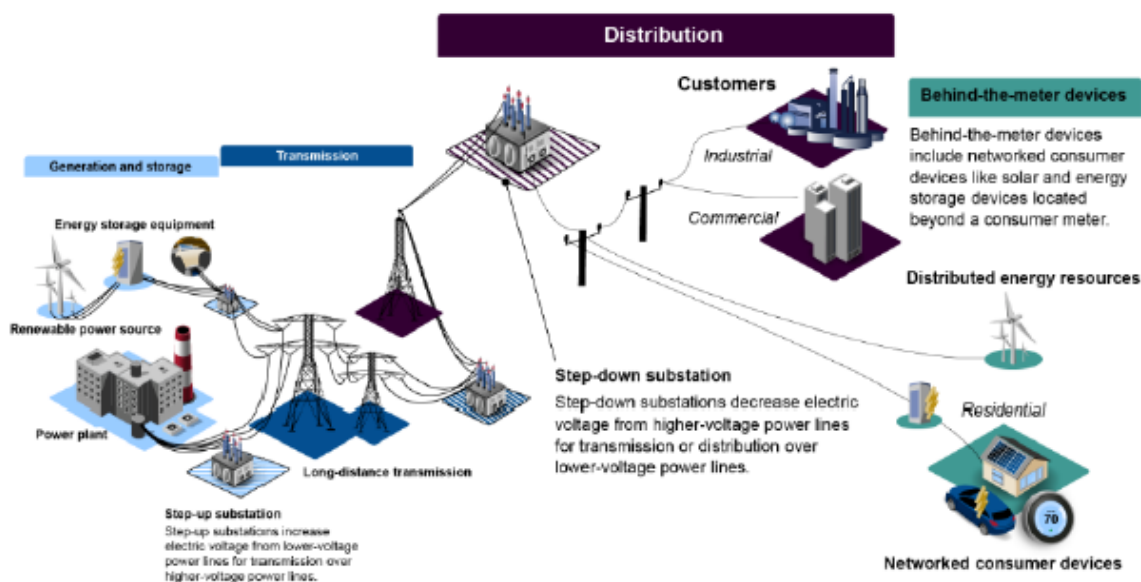 Distribution
Customers
Behind-the-meter devices
Behind-the-meter devices
include networked consumer
devices like solar and energy
storage devices located
beyond a consumer meter.
Industrial
Commercial
Generation and storage
Transmission
Energy storage equipment
Renewable power source
Power plant
Long-distance transmission
Step-up substation
Step-up substations increase
electric voltage from lower-voltage
power lines for transmission over
higher-voltage power lines.
Step-down substation
Step-down substations decrease electric
voltage from higher-voltage power lines
for transmission or distribution over
lower-voltage power lines.
Distributed energy resources
Residential
70
Networked consumer devices